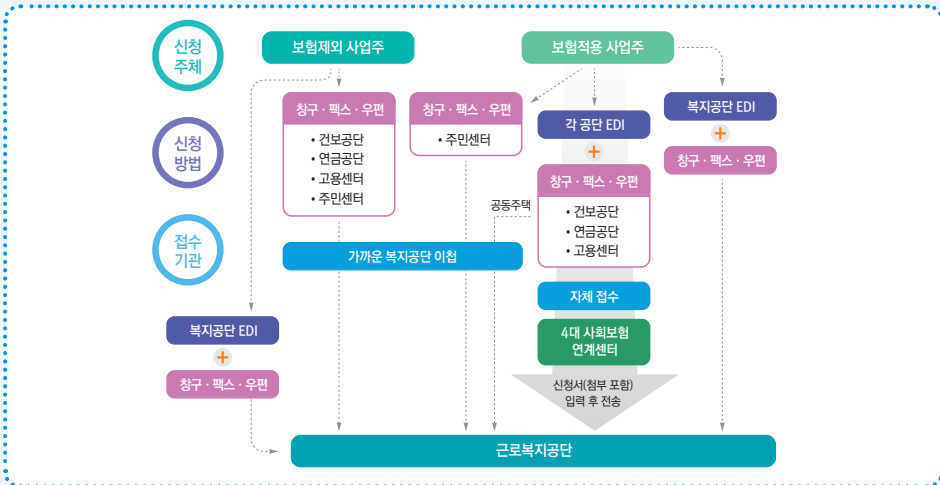 신청
주체
보험제외 사업주
보험적용 사업주
신청
방법
창구 · 팩스 · 우편
• 건보공단
• 연금공단
• 고용센터
• 주민센터
창구 · 팩스 · 우편
• 주민센터
각 공단 EDI
+
창구 · 팩스 · 우편
• 건보공단
• 연금공단
• 고용센터
복지공단 EDI
+
창구 · 팩스 · 우편
공동주택
접수
기관
가까운 복지공단 이첩
자체 접수
4대 사회보험
연계센터
복지공단 EDI
+
창구 · 팩스 · 우편
신청서(첨부 포함)
입력 후 전송
근로복지공단